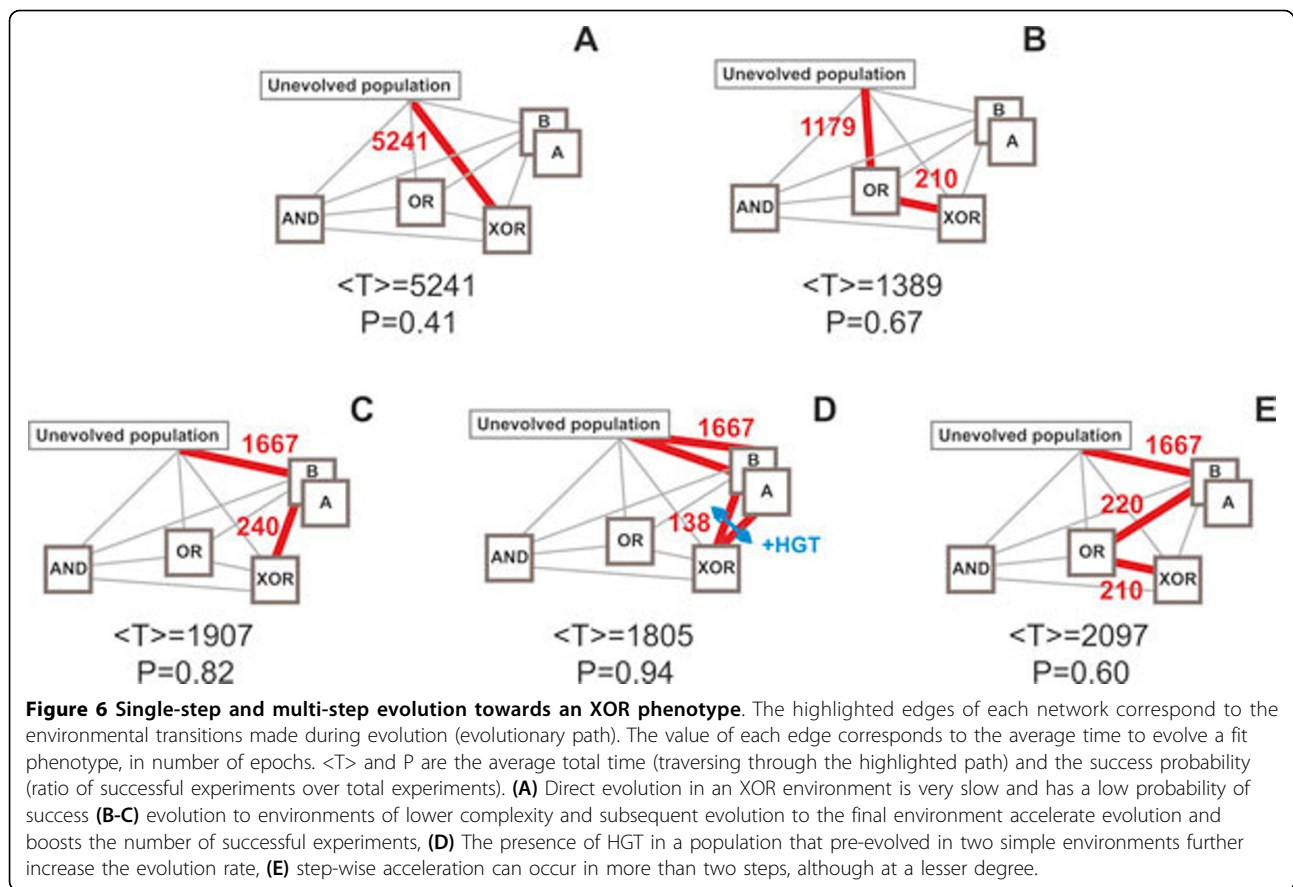 A
Unevolved population
5241
B
A
AND
OR
XOR
<T>=5241
P=0.41
B
Unevolved population
1179
B
A
210
AND
OR
XOR
<T>=1389
P=0.67
C
Unevolved population
1667
B
A
240
AND
OR
XOR
<T>=1907
P=0.82
D
Unevolved population
1667
B
A
138
+HGT
AND
OR
XOR
<T>=1805
P=0.94
E
Unevolved population
1667
B
A
220
AND
OR
XOR
210
<T>=2097
P=0.60
Figure 6 Single-step and multi-step evolution towards an XOR phenotype. The highlighted edges of each network correspond to the
environmental transitions made during evolution (evolutionary path). The value of each edge corresponds to the average time to evolve a fit
phenotype, in number of epochs. <T> and P are the average total time (traversing through the highlighted path) and the success probability
(ratio of successful experiments over total experiments). (A) Direct evolution in an XOR environment is very slow and has a low probability of
success (B-C) evolution to environments of lower complexity and subsequent evolution to the final environment accelerate evolution and
boosts the number of successful experiments, (D) The presence of HGT in a population that pre-evolved in two simple environments further
increase the evolution rate, (E) step-wise acceleration can occur in more than two steps, although at a lesser degree.